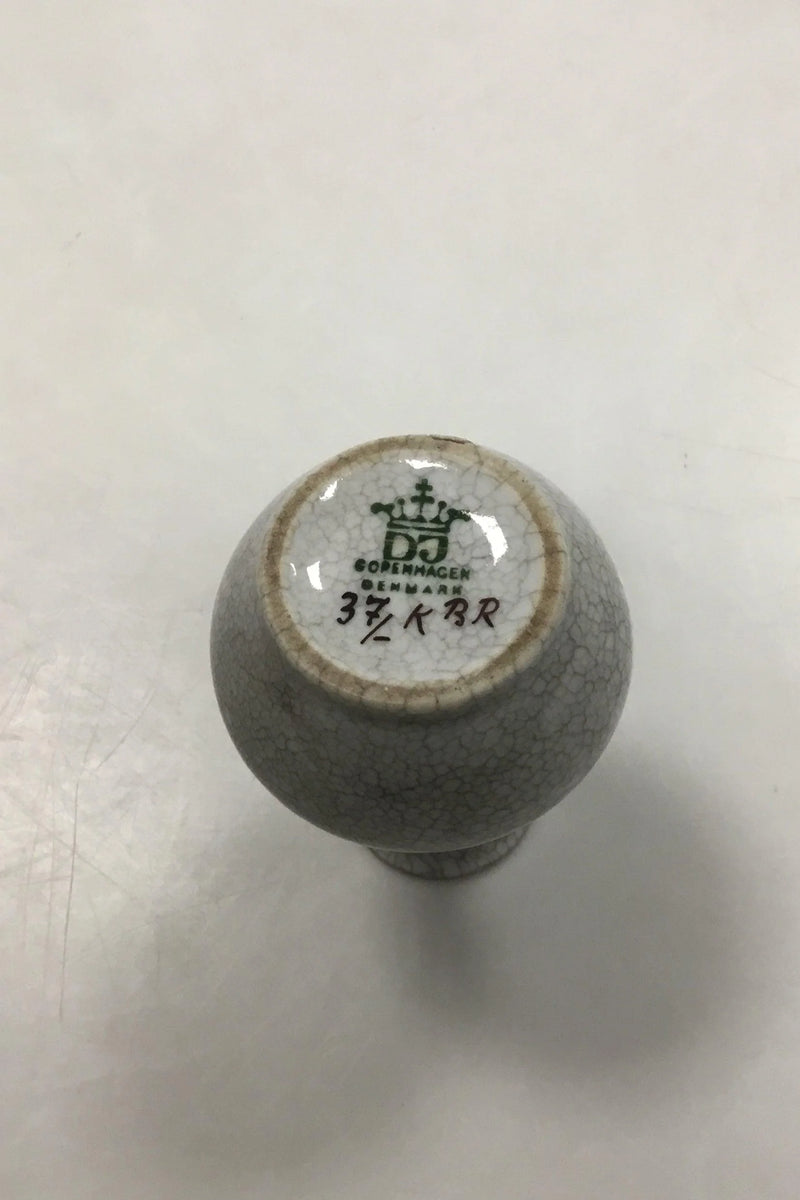 DJ
COPENHAGEN
DENMARK
37/- K BR